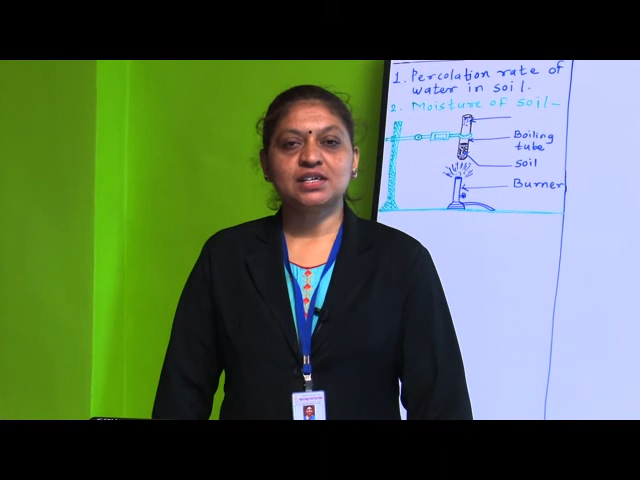 1. Percolation rate of
water in soil.
2. Moisture of soil-
Boiling
tube
soil
Burner